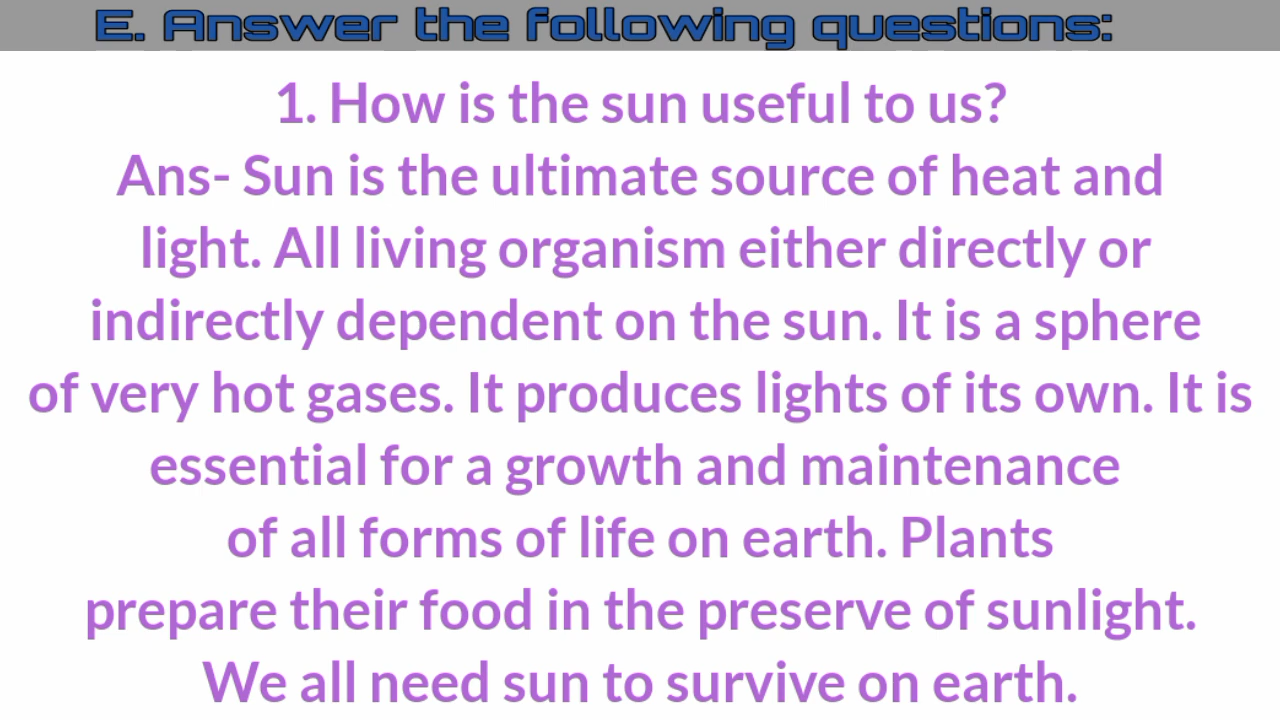 E. Answer the following questions:
1. How is the sun useful to us?
Ans- Sun is the ultimate source of heat and
light. All living organism either directly or
indirectly dependent on the sun. It is a sphere
of very hot gases. It produces lights of its own. It is
essential for a growth and maintenance
of all forms of life on earth. Plants
prepare their food in the preserve of sunlight.
We all need sun to survive on earth.